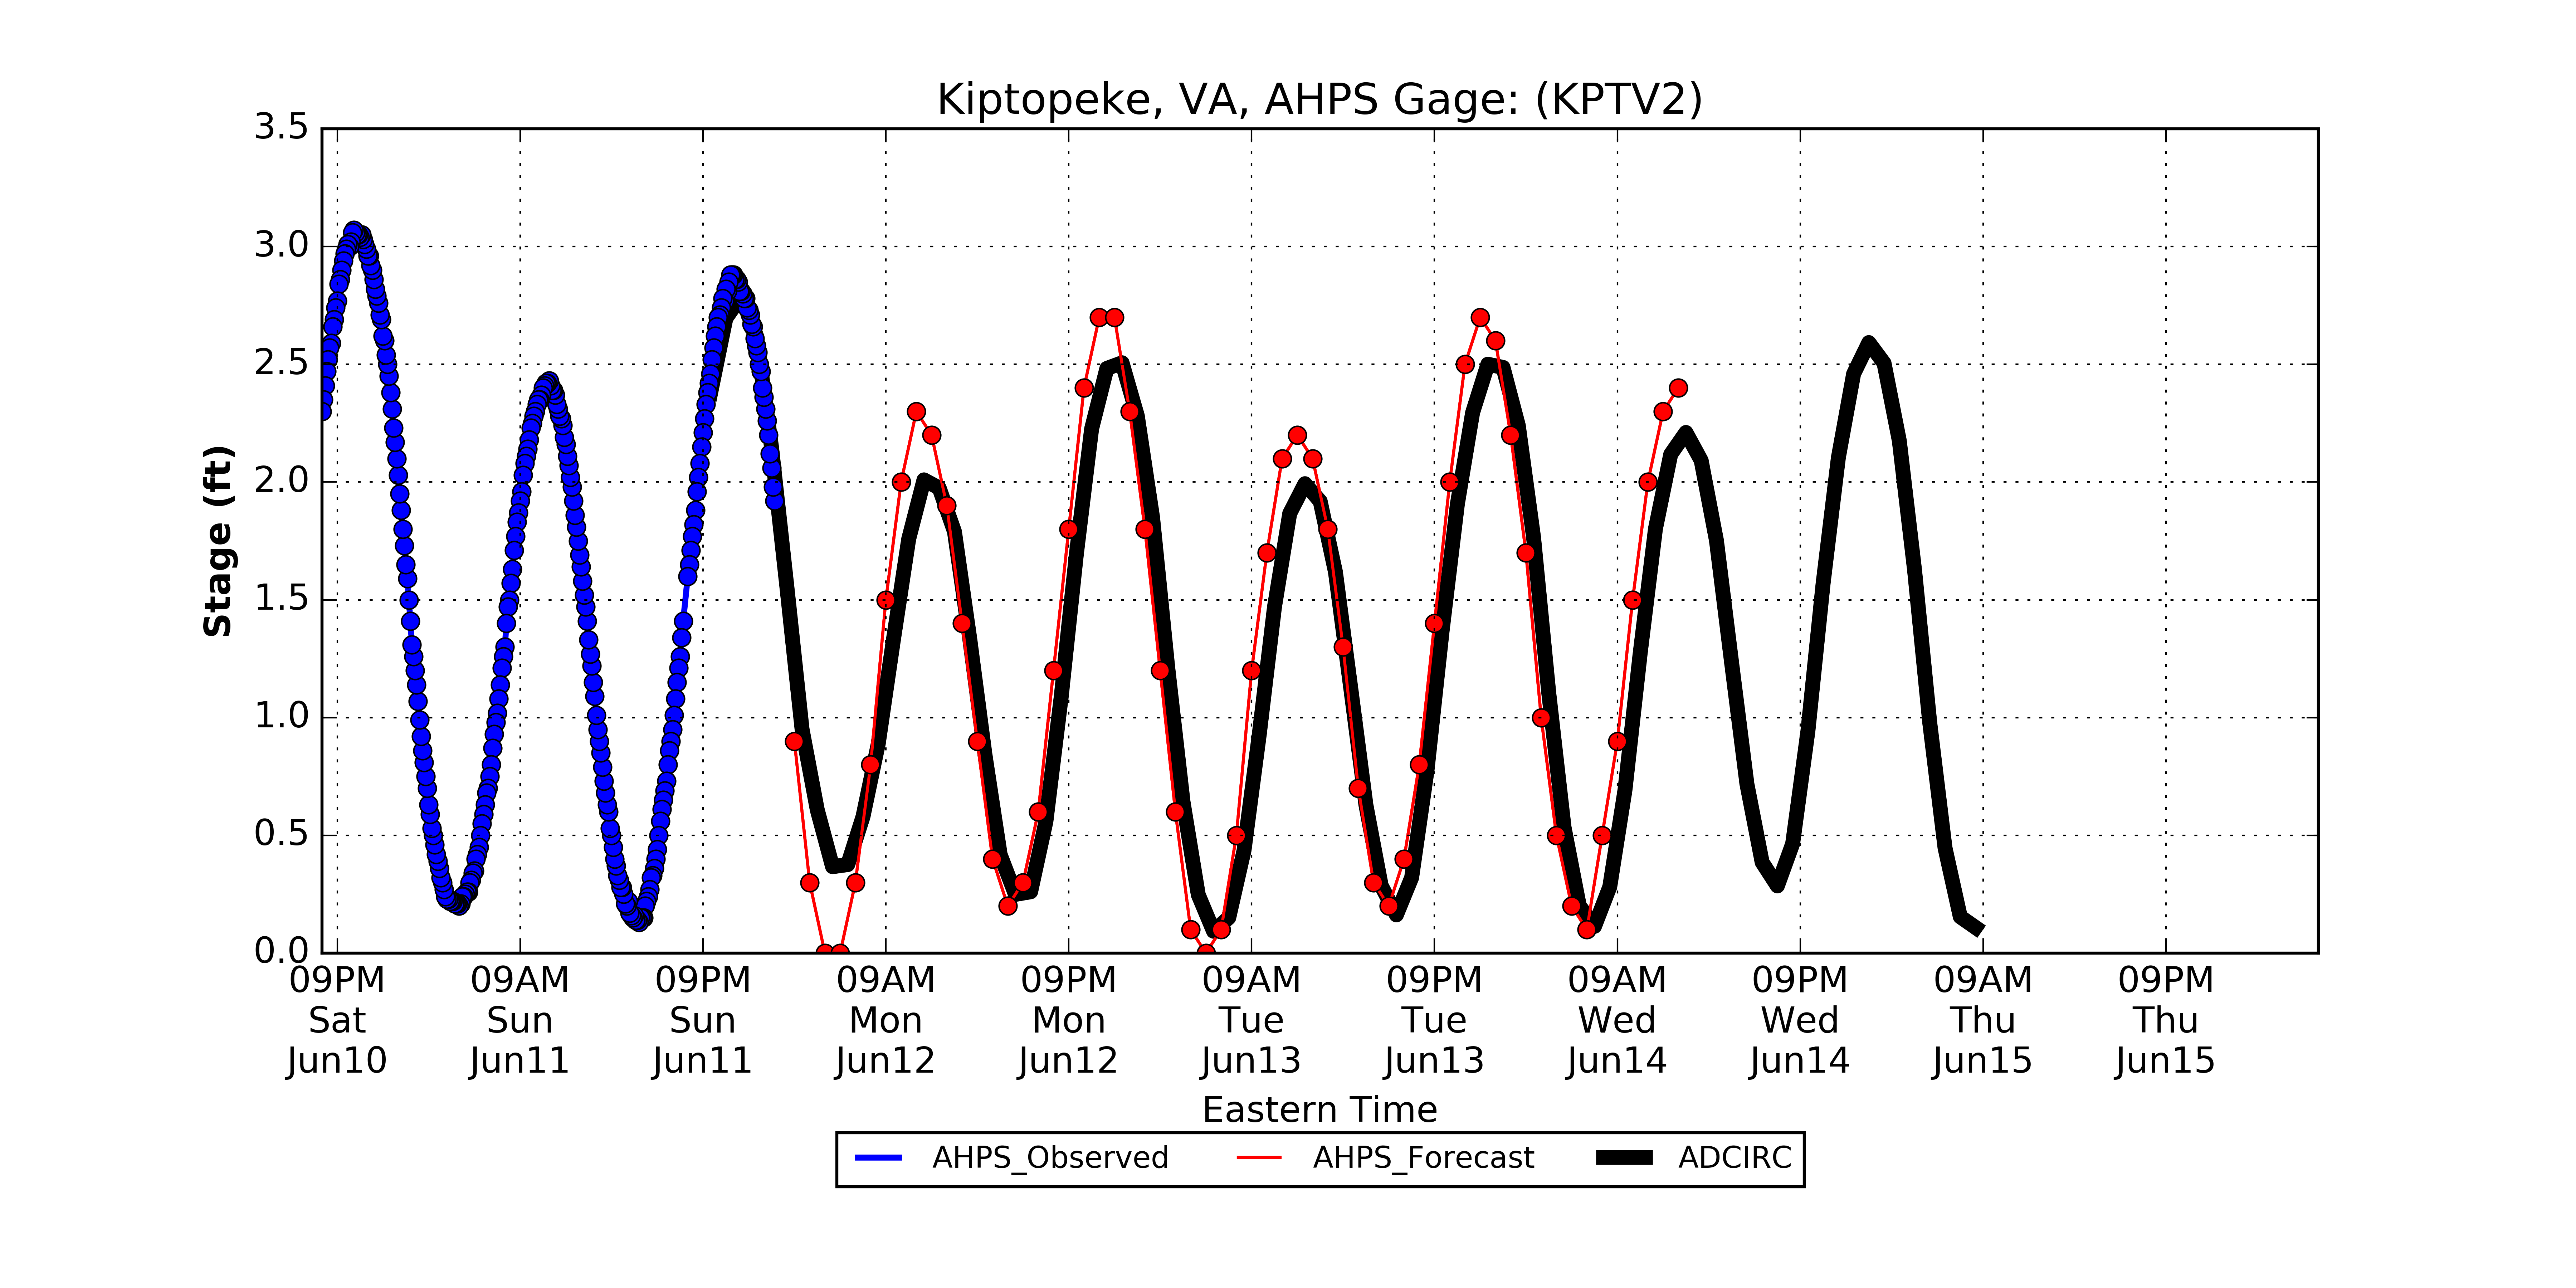 Kiptopeke, VA, AHPS Gage: (KPTV2)
3.5
3.0
2.5
2.0
1.5
1.0
0.5
0.0
Stage (ft)
09PM 09AM 09PM 09AM 09PM 09AM 09PM 09AM 09PM 09AM 09PM
Sat Sun Sun Mon Mon Tue Tue Wed Wed Thu Thu
Jun10 Jun11 Jun11 Jun12 Jun12 Jun13 Jun13 Jun14 Jun14 Jun15 Jun15
Eastern Time
AHPS_Observed AHPS_Forecast ADCIRC